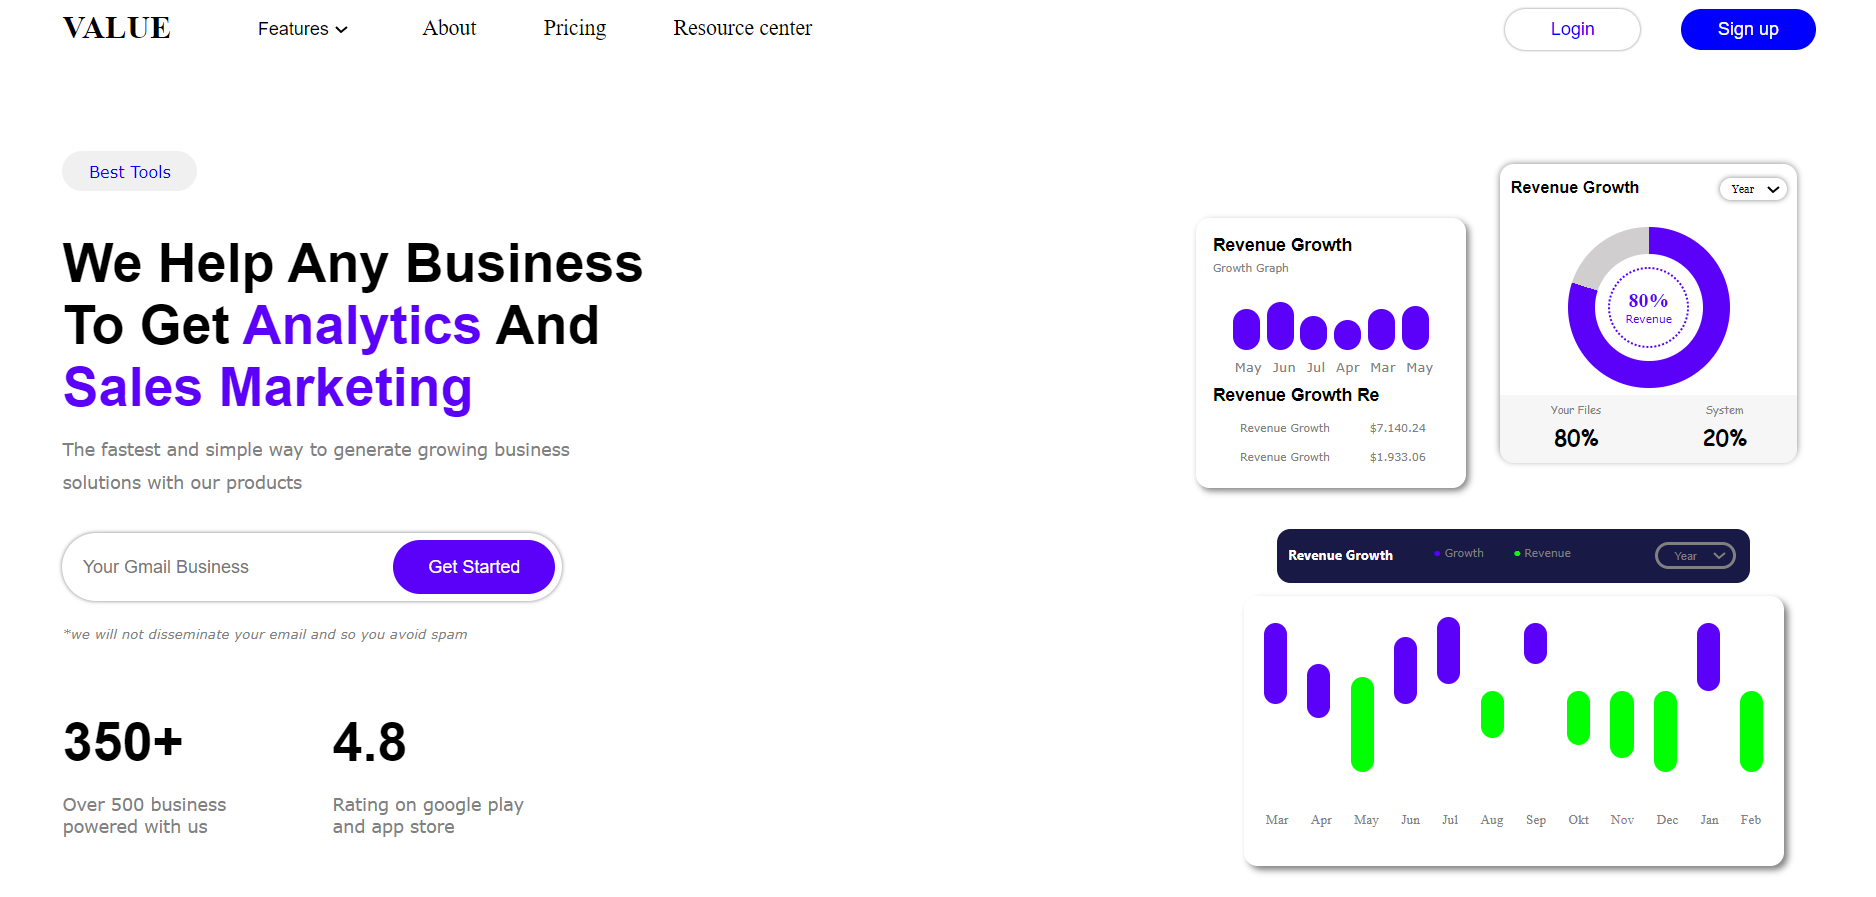 VALUE
Features
About
Pricing
Resource center
Login
Sign up
Best Tools
We Help Any Business
To Get Analytics And
Sales Marketing
The fastest and simple way to generate growing business
solutions with our products
Your Gmail Business
Get Started
*we will not disseminate your email and so you avoid spam
350+
Over 500 business
powered with us
4.8
Rating on google play
and app store
Revenue Growth
Growth Graph
May Jun Jul Apr Mar May
Revenue Growth Re
Revenue Growth $7.140.24
Revenue Growth $1.933.06
Revenue Growth
Year
80%
Revenue
Your Files
80%
System
20%
Revenue Growth
Growth
Revenue
Year
Mar Apr May Jun Jul Aug Sep Okt Nov Dec Jan Feb